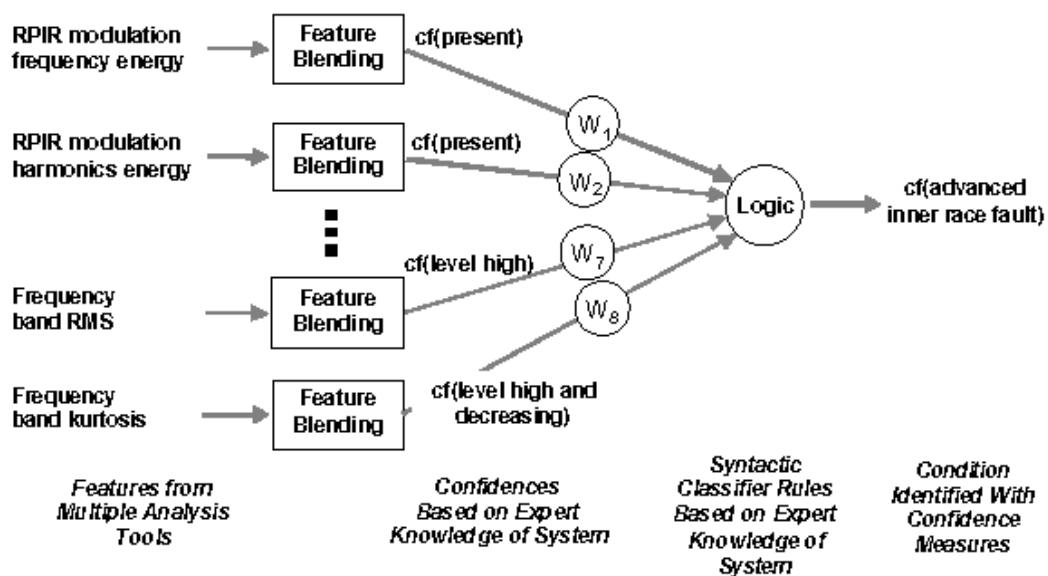 RPIR modulation
frequency energy
Feature
Blending
cf(present)
W1
RPIR modulation
harmonics energy
Feature
Blending
cf(present)
W2
Logic
cf(advanced
inner race fault)
Frequency
band RMS
Feature
Blending
cf(level high)
W7
Frequency
band kurtosis
Feature
Blending
cf(level high and
decreasing)
W8
Features from
Multiple Analysis
Tools
Confidences
Based on Expert
Knowledge of System
Syntactic
Classifier Rules
Based on Expert
Knowledge of
System
Condition
Identified With
Confidence
Measures